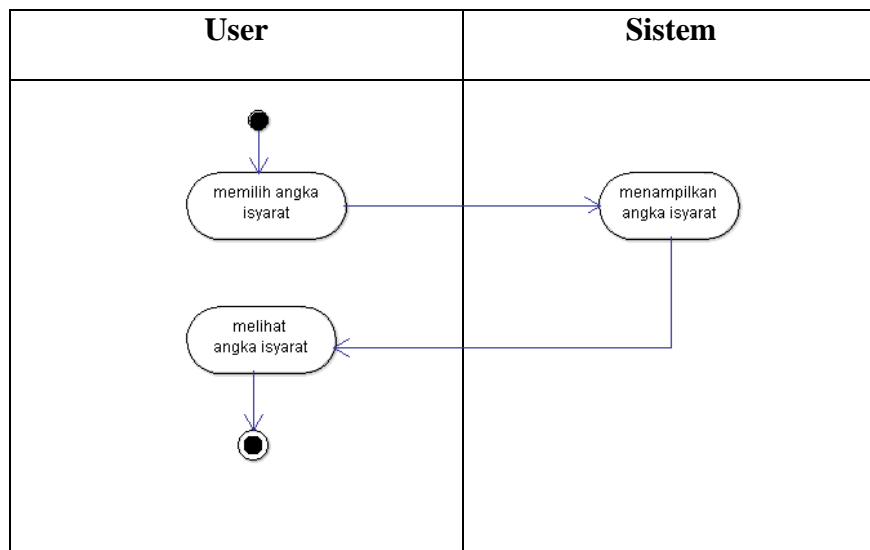 User
Sistem
memilih angka
isyarat
menampilkan
angka isyarat
melihat
angka isyarat